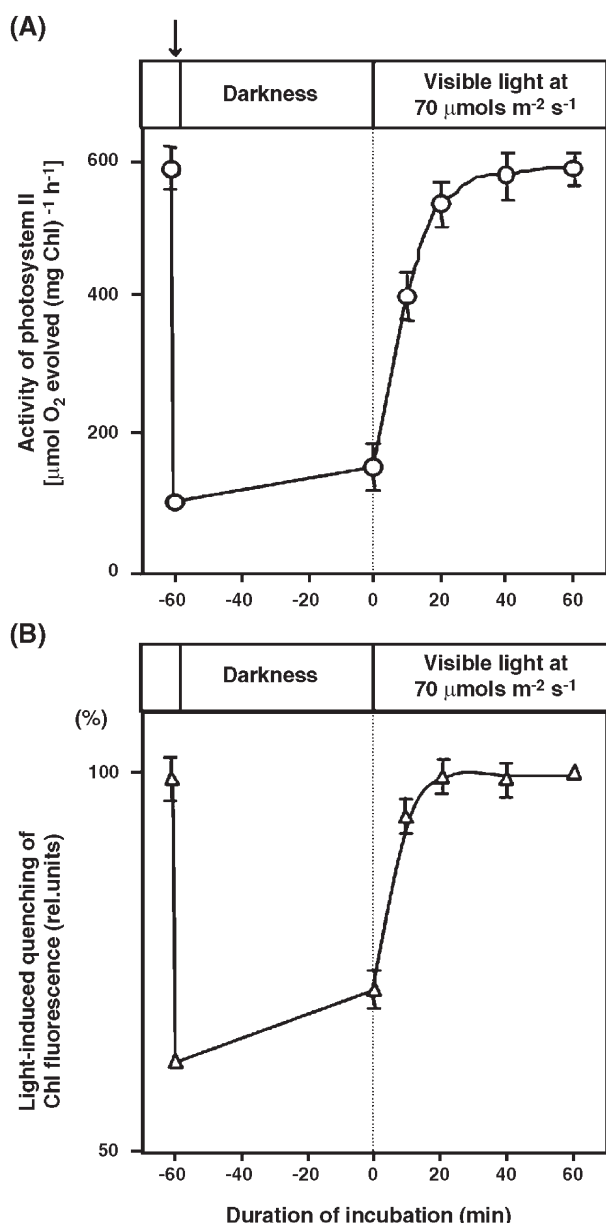 (A)
Darkness
Visible light at
70 μmols m-2 s-1
Activity of photosystem II
[μmol O2 evolved (mg Chl) -1 h-1]
600
400
200
0
-60 -40 -20 0 20 40 60
(B)
Darkness
Visible light at
70 μmols m-2 s-1
(%)
Light-induced quenching of
Chl fluorescence (rel.units)
100
50
-60 -40 -20 0 20 40 60
Duration of incubation (min)